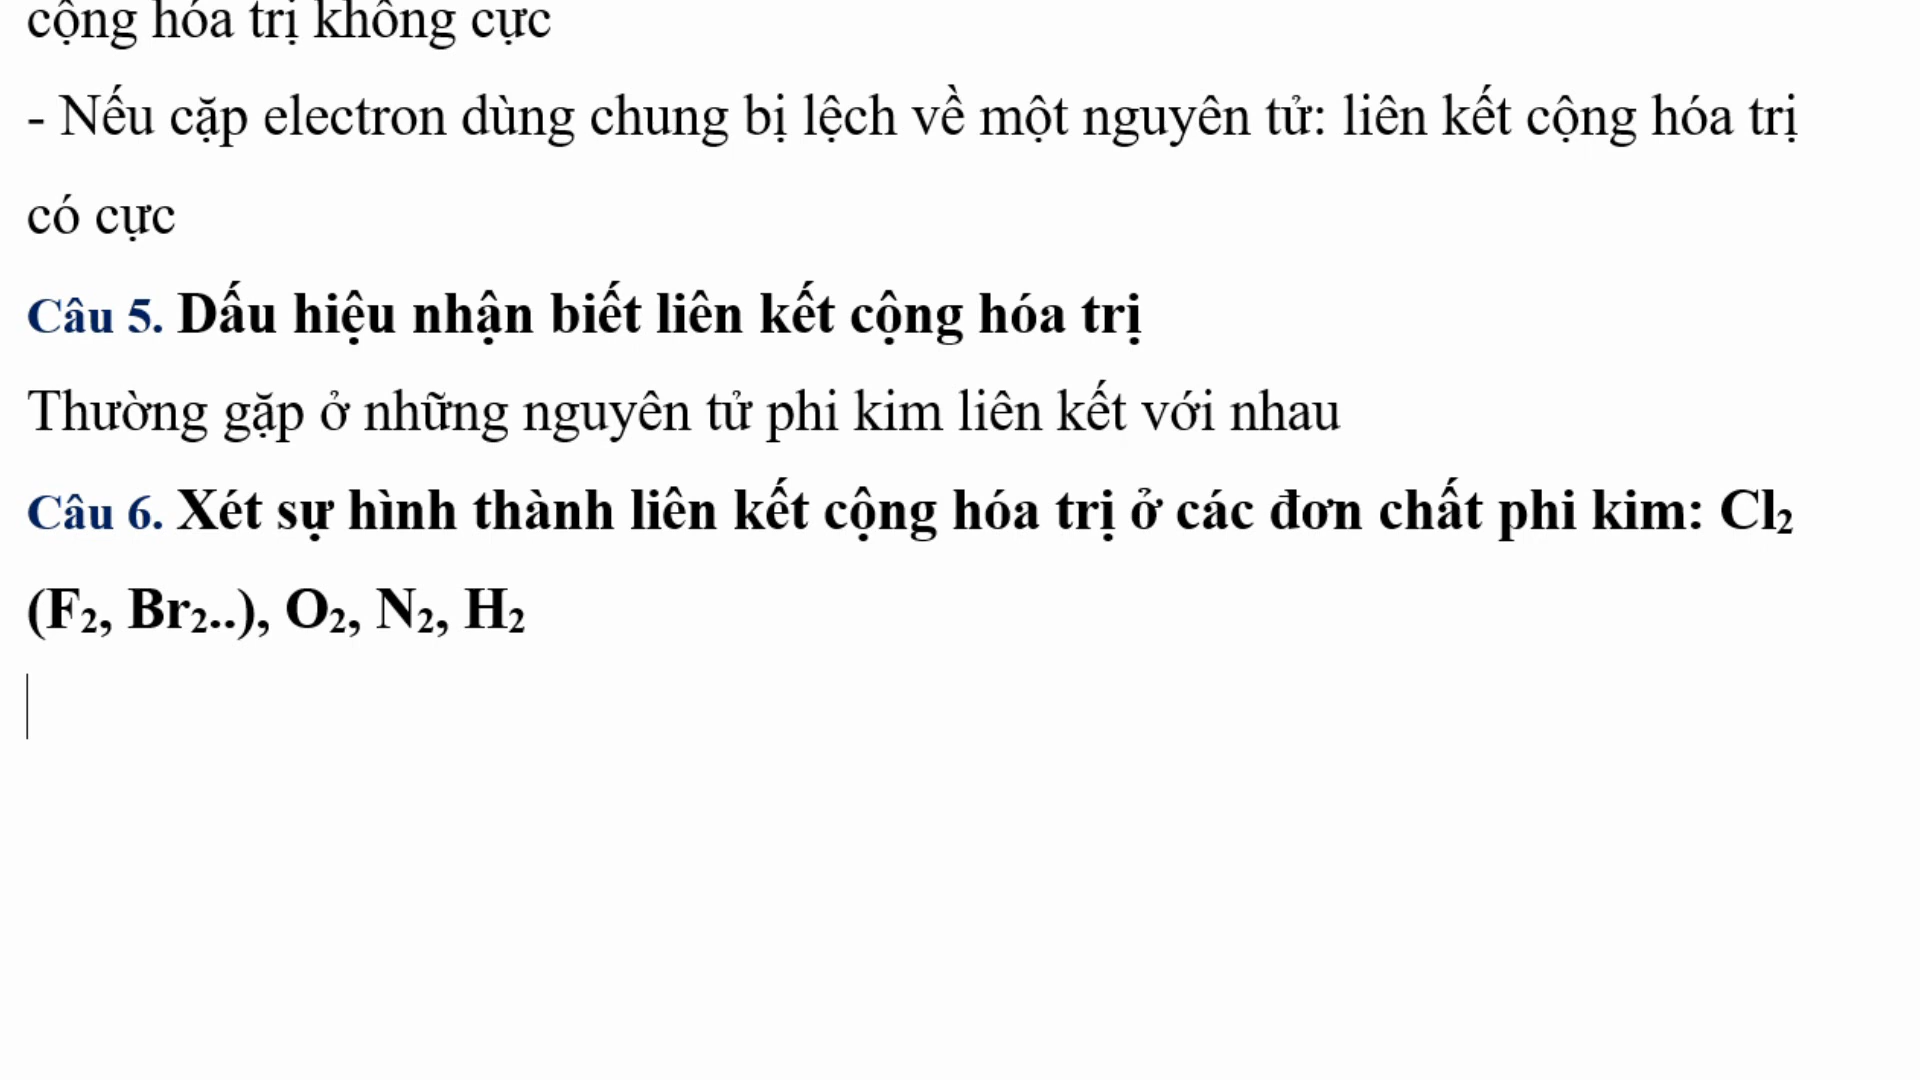 cộng hóa trị không cực
- Nếu cặp electron dùng chung bị lệch về một nguyên tử: liên kết cộng hóa trị
có cực
Câu 5. Dấu hiệu nhận biết liên kết cộng hóa trị
Thường gặp ở những nguyên tử phi kim liên kết với nhau
Câu 6. Xét sự hình thành liên kết cộng hóa trị ở các đơn chất phi kim: Cl₂
(F₂, Br₂..), O₂, N₂, H₂